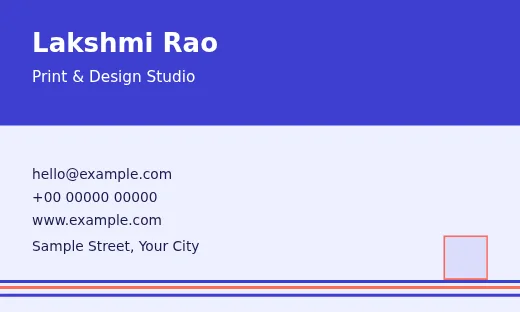 Lakshmi Rao
Print & Design Studio
hello@example.com
+00 00000 00000
www.example.com
Sample Street, Your City